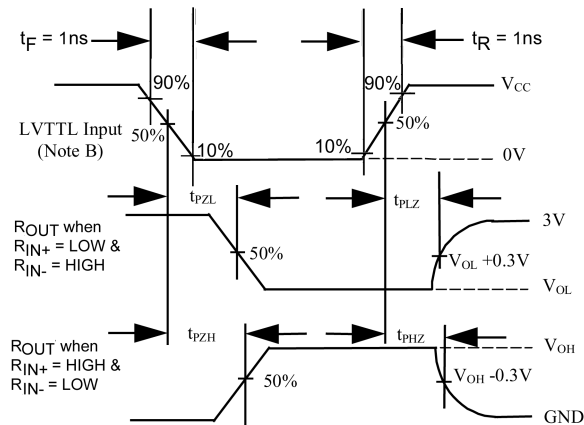 tF = 1ns
tR = 1ns
90%
90%
VCC
LVTTL Input
(Note B)
50%
50%
10%
10%
0V
tPZL
tPLZ
ROUT when
RIN+ = LOW &
RIN- = HIGH
3V
50%
VOL +0.3V
VOL
tPZH
tPHZ
ROUT when
RIN+ = HIGH &
RIN- = LOW
VOH
50%
VOH -0.3V
GND